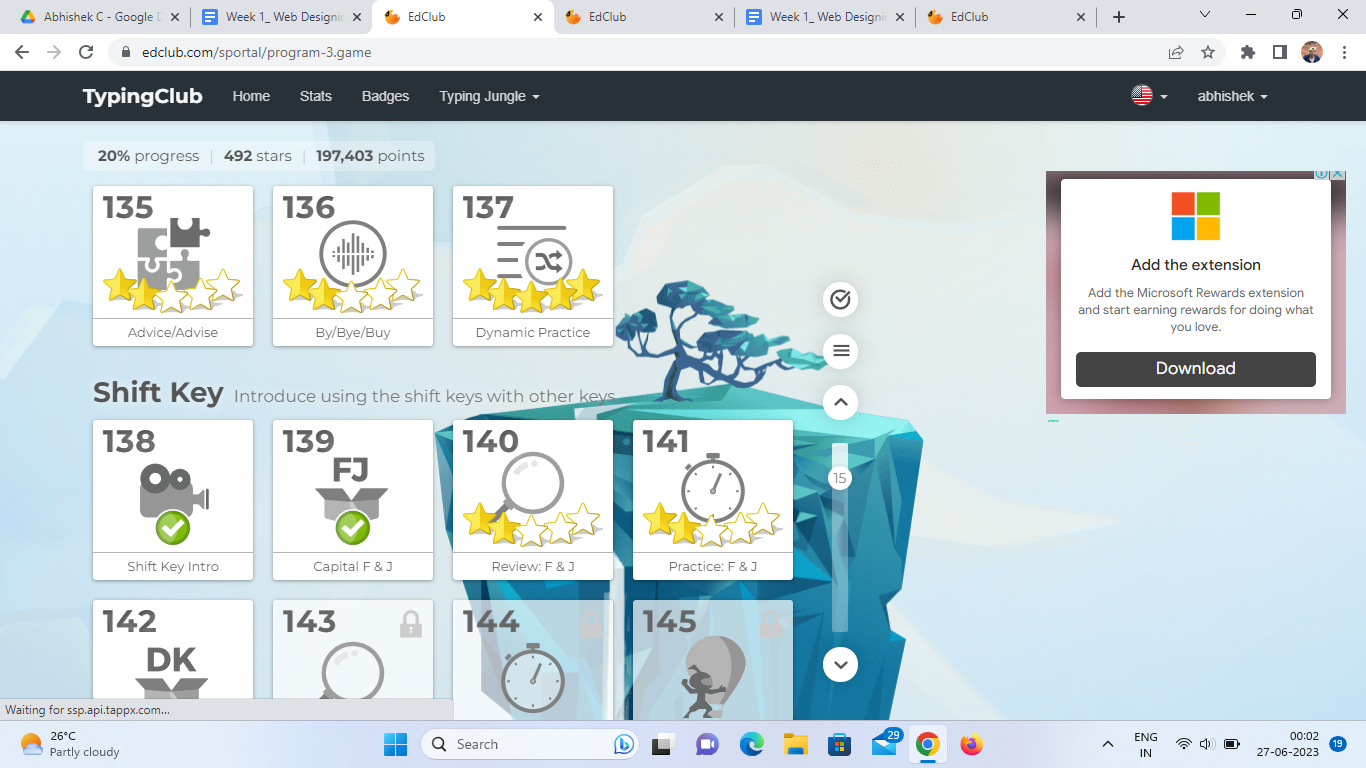 Abhishek C - Google D
Week 1_ Web Designin
EdClub
EdClub
Week 1_ Web Designin
EdClub
edclub.com/sportal/program-3.game
TypingClub Home Stats Badges Typing Jungle abhishek
20% progress 492 stars 197,403 points
135
Advice/Advise
136
By/Bye/Buy
137
Dynamic Practice
Add the extension
Add the Microsoft Rewards extension
and start earning rewards for doing what
you love.
Download
Shift Key Introduce using the shift keys with other keys
138
Shift Key Intro
139
FJ
Capital F & J
140
Review: F & J
141
Practice: F & J
15
142
DK
143
144
145
Waiting for ssp.api.tappx.com...
26°C
Partly cloudy
Search
29
ENG
IN
00:02
27-06-2023
19